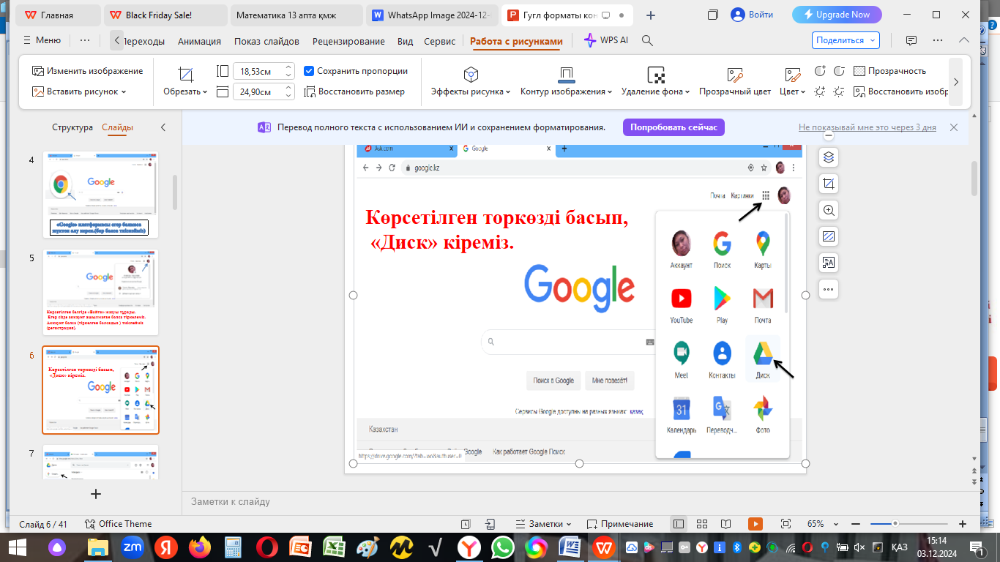 Главная
Black Friday Sale!
Математика 13 апта қмж
WhatsApp Image 2024-12-
Гугл форматы кон
Войти
Upgrade Now
Меню
Переходы
Анимация
Показ слайдов
Рецензирование
Вид
Сервис
Работа с рисунками
WPS AI
Поделиться
Изменить изображение
18,53см
Сохранить пропорции
Прозрачность
Вставить рисунок
Обрезать
24,90см
Восстановить размер
Эффекты рисунка
Контур изображения
Удаление фона
Прозрачный цвет
Цвет
Восстановить изобр
Структура
Слайды
Перевод полного текста с использованием ИИ и сохранением форматирования.
Попробовать сейчас
Не показывай мне это через 3 дня
4
Google
«Google» платформасы егер болмаса
жүктеп алу керек.(бар болса тиіспейміз)
5
Көрсетілген белгіде «Войти» жазуы тұрады.
Егер сізде аккаунт ашылмаған болса тіркелеміз.
Аккаунт болса (тіркелген болсаңыз ) тиіспейміз
(регистрация).
6
Көрсетілген торкөзді басып,
«Диск» кіреміз.
Google
7
Ask.com
Google
google.kz
Почта
Картинки
Көрсетілген торкөзді басып,
«Диск» кіреміз.
Google
Поиск в Google
Мне повезёт!
Сервисы Google доступны на разных языках: қазақ
Казахстан
Google
Как работает Google Поиск
https://drive.google.com/?tab=oo&authuser=0
Аккаунт
Поиск
Карты
YouTube
Play
Почта
Meet
Контакты
Диск
31
Календарь
Переводч...
Фото
Заметки к слайду
Слайд 6 / 41
Office Theme
Заметки
Примечание
65%
zm
Я
ҚАЗ
15:14
03.12.2024
1